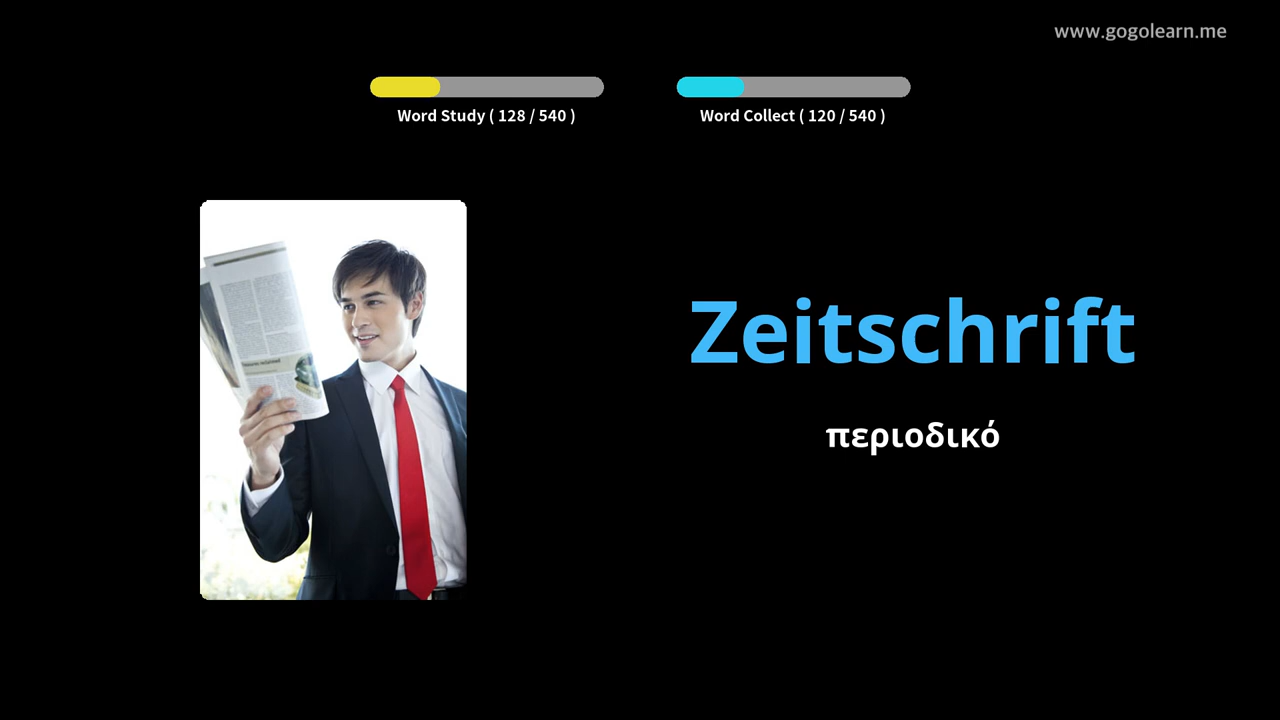 www.gogolearn.me
Word Study ( 128 / 540 )
Word Collect ( 120 / 540 )
Zeitschrift
περιοδικό